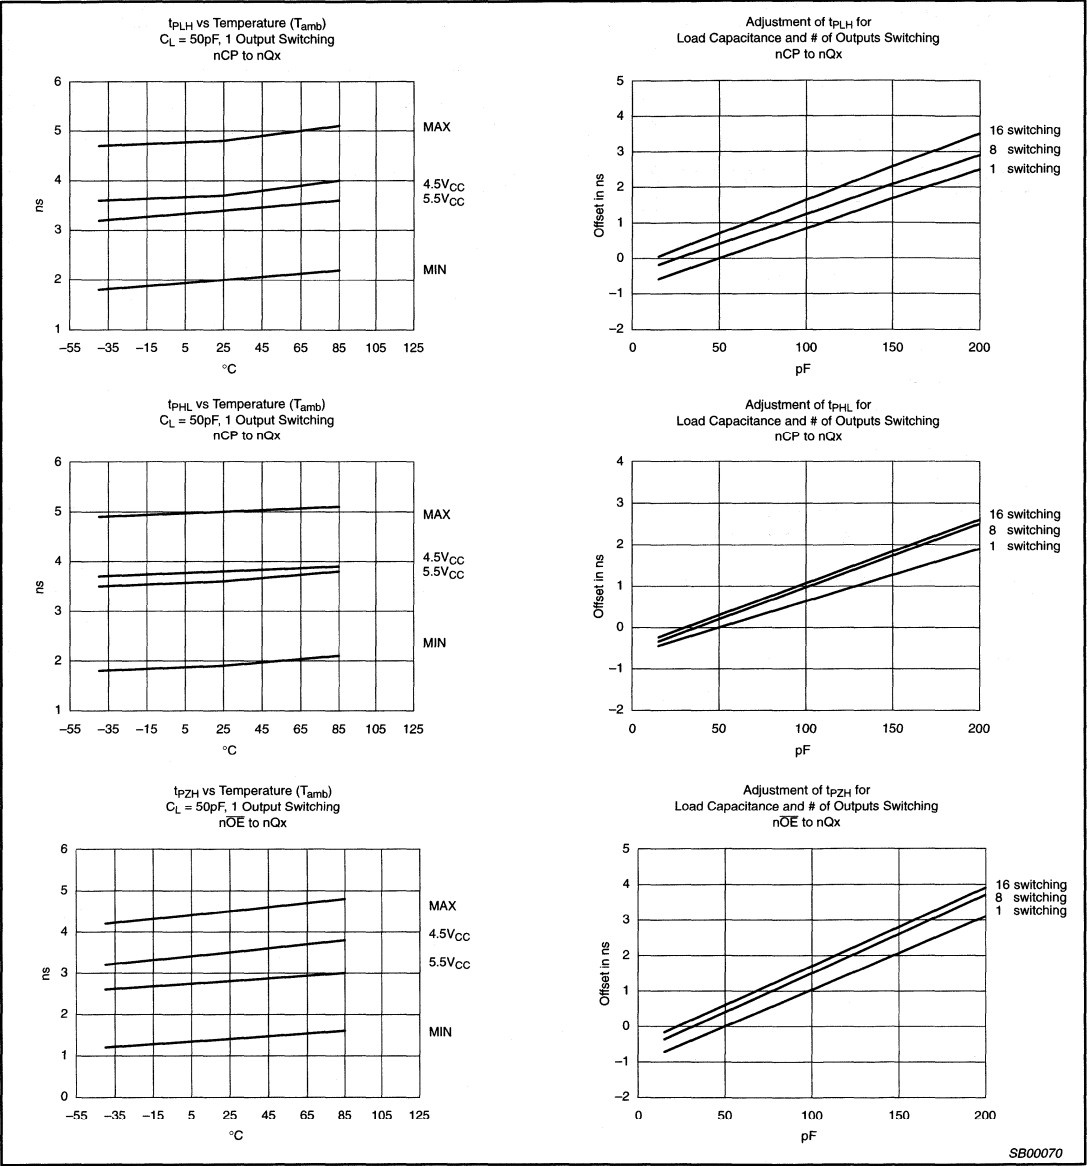 tPLH vs Temperature (Tamb)
CL = 50pF, 1 Output Switching
nCP to nQx
6
5
4
3
2
1
ns
MAX
4.5VCC
5.5VCC
MIN
–55 –35 –15 5 25 45 65 85 105 125
°C
Adjustment of tPLH for
Load Capacitance and # of Outputs Switching
nCP to nQx
5
4
3
2
1
0
–1
–2
Offset in ns
16 switching
8 switching
1 switching
0 50 100 150 200
pF
tPHL vs Temperature (Tamb)
CL = 50pF, 1 Output Switching
nCP to nQx
6
5
4
3
2
1
ns
MAX
4.5VCC
5.5VCC
MIN
–55 –35 –15 5 25 45 65 85 105 125
°C
Adjustment of tPHL for
Load Capacitance and # of Outputs Switching
nCP to nQx
4
3
2
1
0
–1
–2
Offset in ns
16 switching
8 switching
1 switching
0 50 100 150 200
pF
tPZH vs Temperature (Tamb)
CL = 50pF, 1 Output Switching
nOE to nQx
6
5
4
3
2
1
0
ns
MAX
4.5VCC
5.5VCC
MIN
–55 –35 –15 5 25 45 65 85 105 125
°C
Adjustment of tPZH for
Load Capacitance and # of Outputs Switching
nOE to nQx
5
4
3
2
1
0
–1
–2
Offset in ns
16 switching
8 switching
1 switching
0 50 100 150 200
pF
SB00070